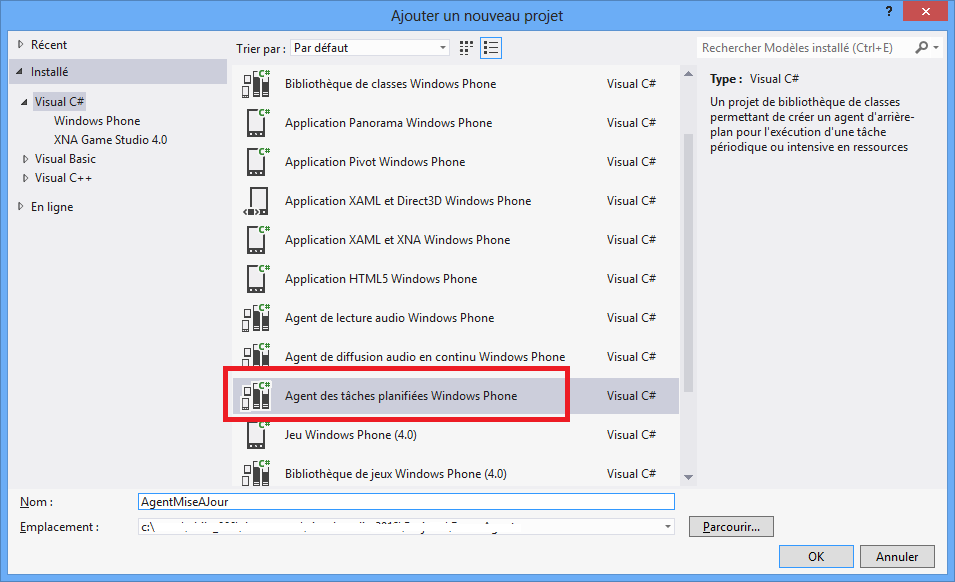 Ajouter un nouveau projet
?
Récent
Installé
Visual C#
Windows Phone
XNA Game Studio 4.0
Visual Basic
Visual C++
En ligne
Trier par : Par défaut
Rechercher Modèles installé (Ctrl+E)
Bibliothèque de classes Windows Phone Visual C#
Application Panorama Windows Phone Visual C#
Application Pivot Windows Phone Visual C#
Application XAML et Direct3D Windows Phone Visual C#
Application XAML et XNA Windows Phone Visual C#
Application HTML5 Windows Phone Visual C#
Agent de lecture audio Windows Phone Visual C#
Agent de diffusion audio en continu Windows Phone Visual C#
Agent des tâches planifiées Windows Phone Visual C#
Jeu Windows Phone (4.0) Visual C#
Bibliothèque de jeux Windows Phone (4.0) Visual C#
Type : Visual C#
Un projet de bibliothèque de classes
permettant de créer un agent d'arrière-
plan pour l'exécution d'une tâche
périodique ou intensive en ressources
Nom : AgentMiseAJour
Emplacement : c:\
Parcourir...
OK
Annuler